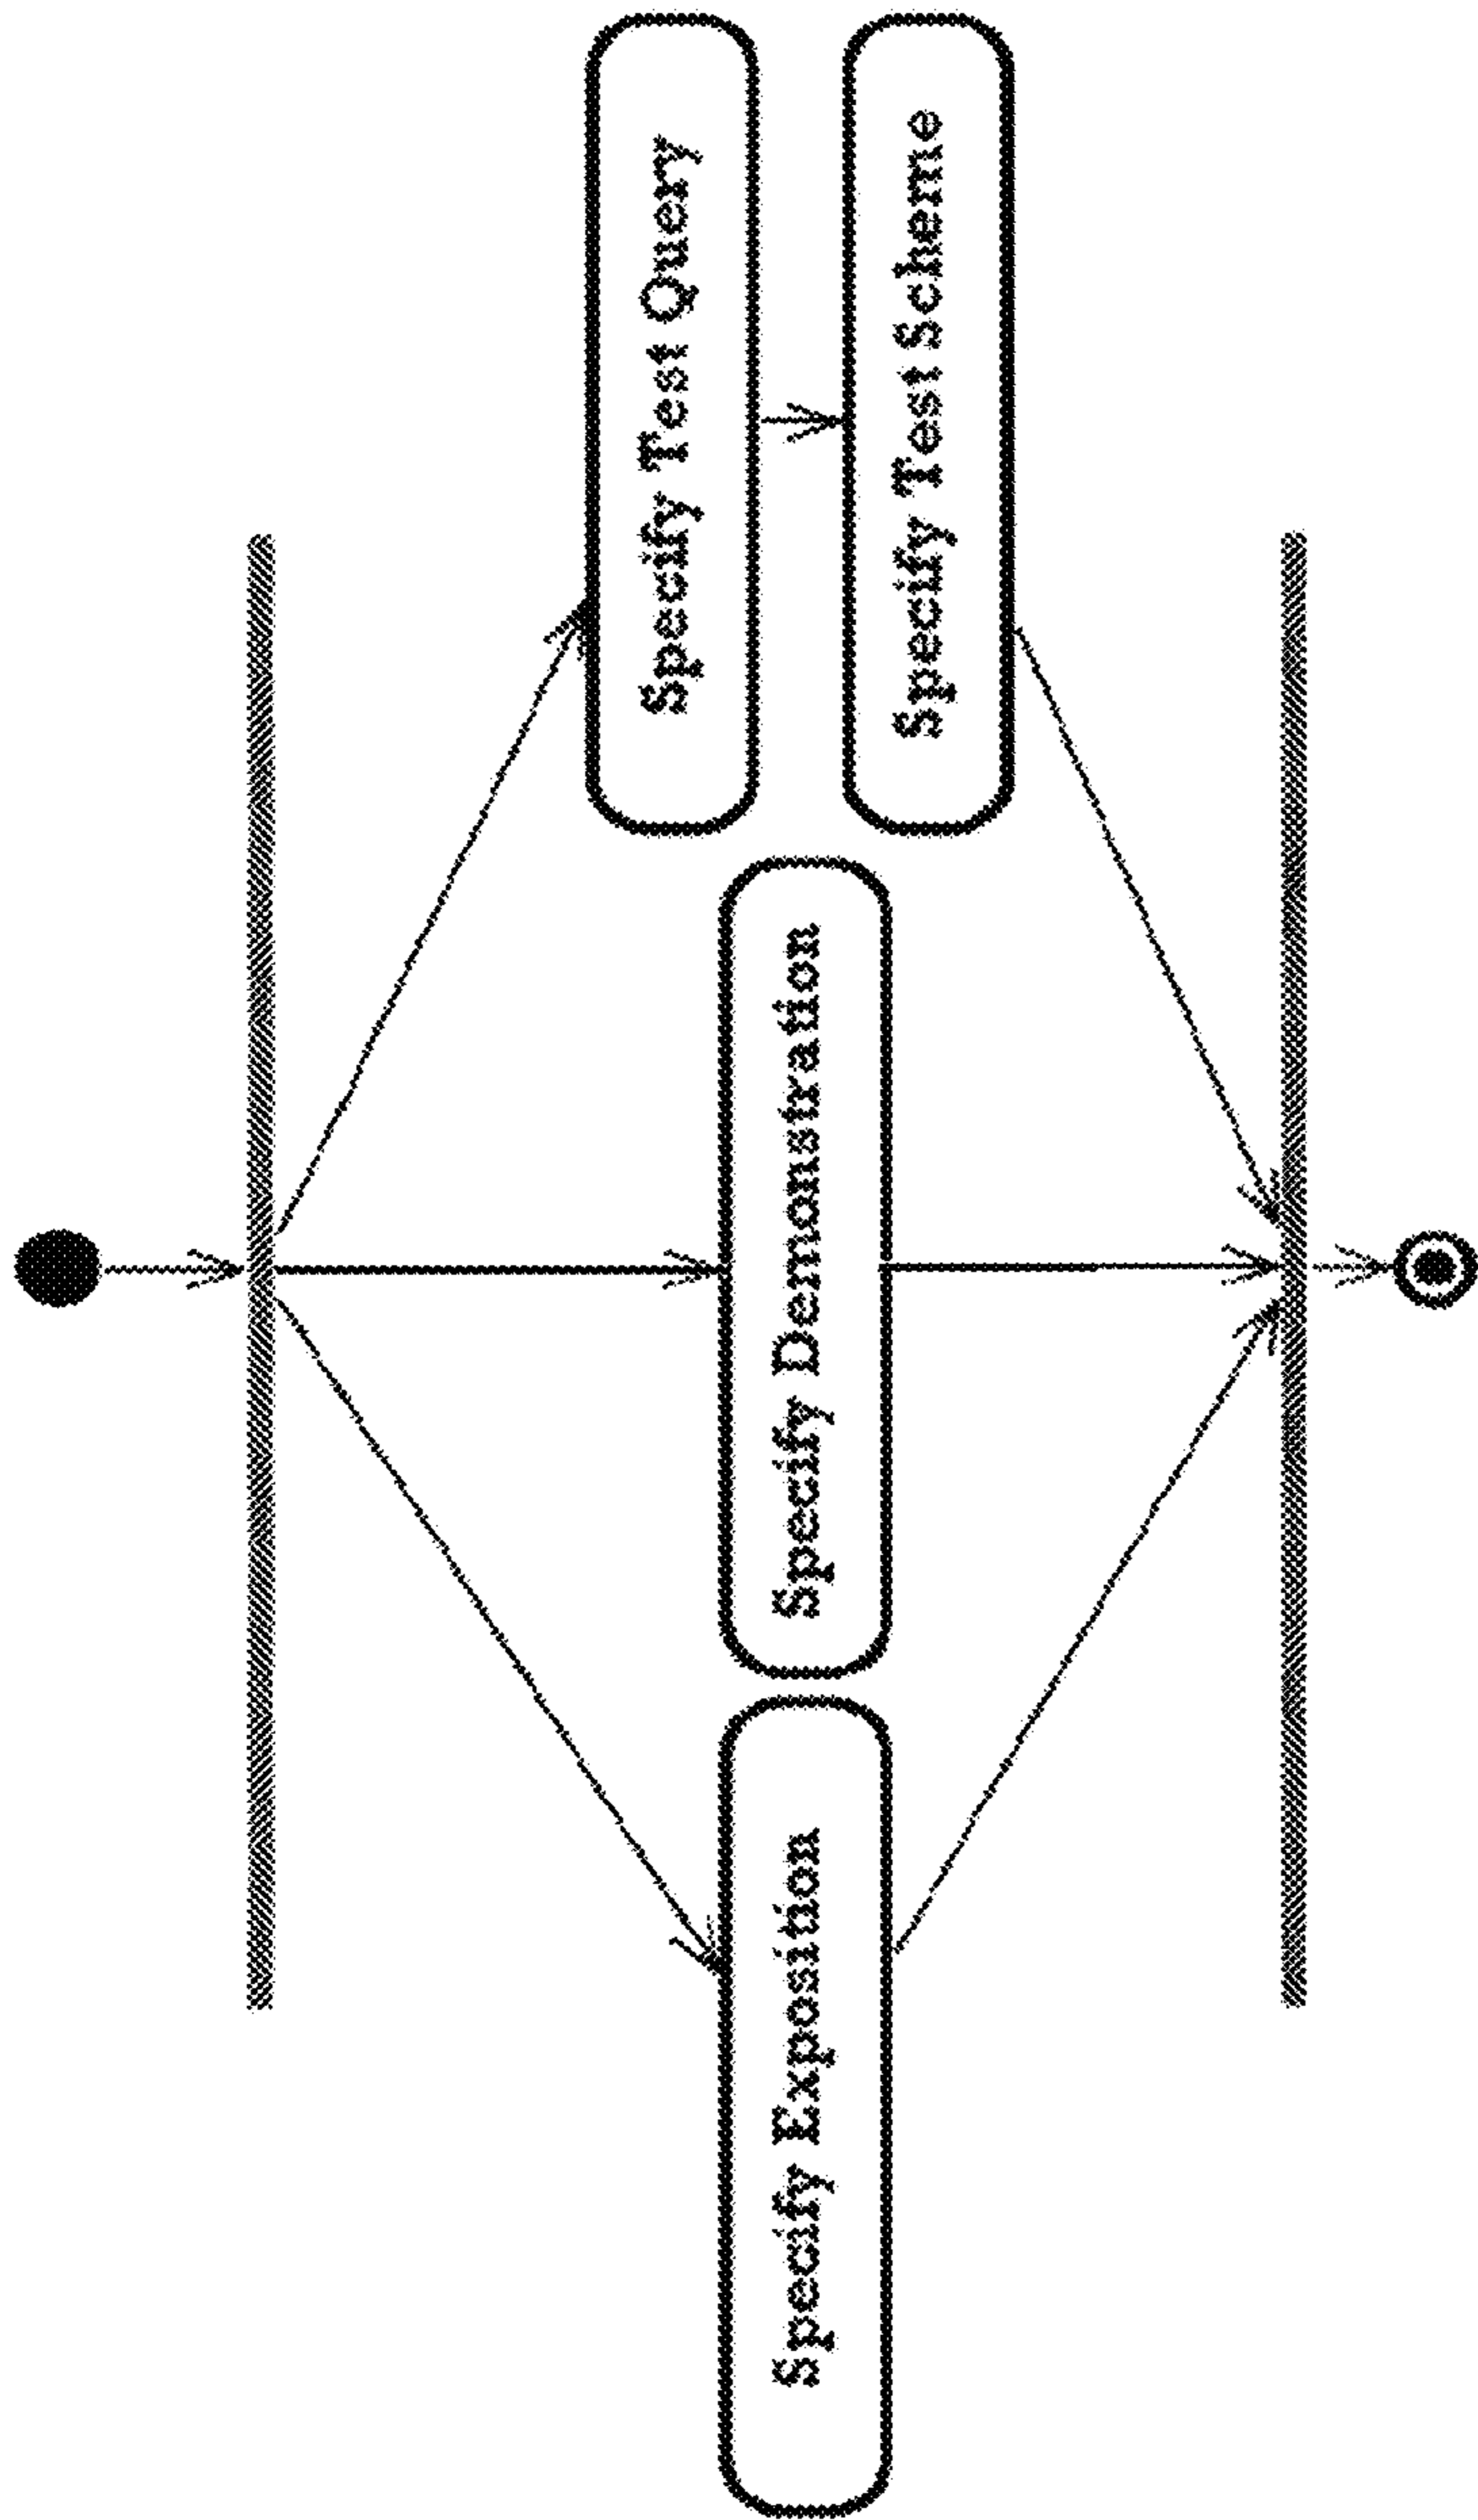 Specify Exposition
Specify Demonstration
Specify Test Query
Specify Test Scheme